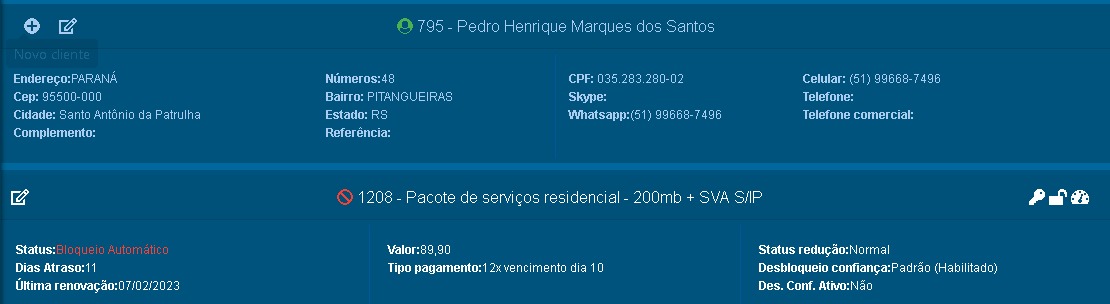 795 - Pedro Henrique Marques dos Santos
Novo cliente
Endereço:PARANÁ
Números:48
CPF: 035.283.280-02
Celular: (51) 99668-7496
Cep: 95500-000
Bairro: PITANGUEIRAS
Skype:
Telefone:
Cidade: Santo Antônio da Patrulha
Estado: RS
Whatsapp:(51) 99668-7496
Telefone comercial:
Complemento:
Referência:
1208 - Pacote de serviços residencial - 200mb + SVA S/IP
Status:Bloqueio Automático
Valor:89,90
Status redução:Normal
Dias Atraso:11
Tipo pagamento:12x vencimento dia 10
Desbloqueio confiança:Padrão (Habilitado)
Última renovação:07/02/2023
Des. Conf. Ativo:Não